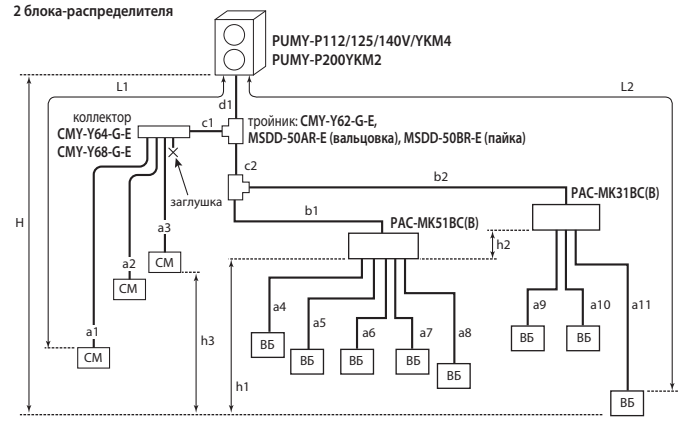 2 блока-распределителя
PUMY-P112/125/140V/YKM4
PUMY-P200YKM2
L1
L2
d1
коллектор
CMY-Y64-G-E
CMY-Y68-G-E
c1
тройник: CMY-Y62-G-E,
MSDD-50AR-E (вальцовка), MSDD-50BR-E (пайка)
c2
b2
заглушка
PAC-MK31BC(B)
H
b1
PAC-MK51BC(B)
a3
h2
a2
СМ
СМ
a1
СМ
h3
h1
a4
a5
a6
a7
a8
a9
a10
a11
ВБ
ВБ
ВБ
ВБ
ВБ
ВБ
ВБ
ВБ